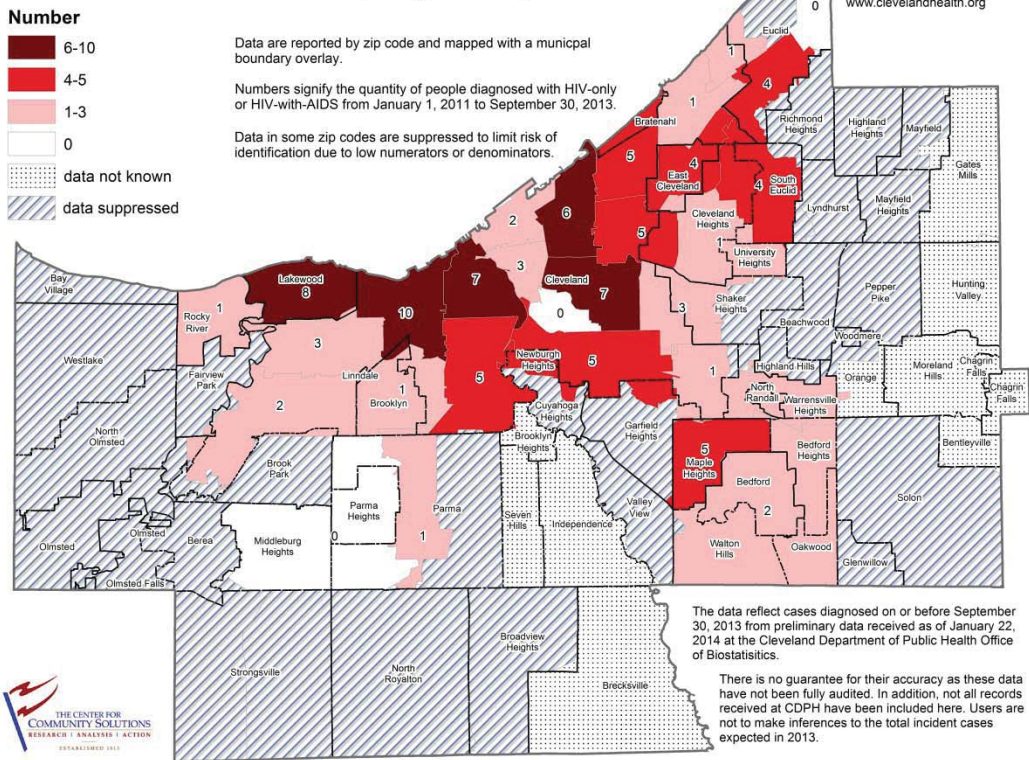 www.clevelandhealth.org
Number
6-10
4-5
1-3
0
data not known
data suppressed
Data are reported by zip code and mapped with a municpal
boundary overlay.
Numbers signify the quantity of people diagnosed with HIV-only
or HIV-with-AIDS from January 1, 2011 to September 30, 2013.
Data in some zip codes are suppressed to limit risk of
identification due to low numerators or denominators.
0
Euclid
1
4
1
Bratenahl
Richmond
Heights
Highland
Heights
Mayfield
Gates
Mills
5
East
Cleveland
4
4
South
Euclid
Lyndhurst
Mayfield
Heights
2
6
5
Cleveland
Heights
1
University
Heights
Bay
Village
Lakewood
8
7
3
Cleveland
7
Shaker
Heights
Pepper
Pike
Hunting
Valley
Rocky
River
1
10
0
3
Beachwood
Woodmere
Westlake
3
Fairview
Park
Linndale
1
Brooklyn
5
Newburgh
Heights
5
1
Highland Hills
Orange
Moreland
Hills
Chagrin
Falls
Chagrin
Falls
2
North
Randall
Warrensville
Heights
Cuyahoga
Heights
Garfield
Heights
North
Olmsted
Brooklyn
Heights
5
Maple
Heights
Bedford
Heights
Bentleyville
Brook
Park
Bedford
2
Parma
Heights
Parma
Seven
Hills
Independence
Valley
View
Solon
0
1
Olmsted
Olmsted
Berea
Middleburg
Heights
Walton
Hills
Oakwood
Glenwillow
Olmsted Falls
Strongsville
North
Royalton
Broadview
Heights
Brecksville
The data reflect cases diagnosed on or before September
30, 2013 from preliminary data received as of January 22,
2014 at the Cleveland Department of Public Health Office
of Biostatisitics.
There is no guarantee for their accuracy as these data
have not been fully audited. In addition, not all records
received at CDPH have been included here. Users are
not to make inferences to the total incident cases
expected in 2013.
THE CENTER FOR
COMMUNITY SOLUTIONS
RESEARCH | ANALYSIS | ACTION
ESTABLISHED 1913